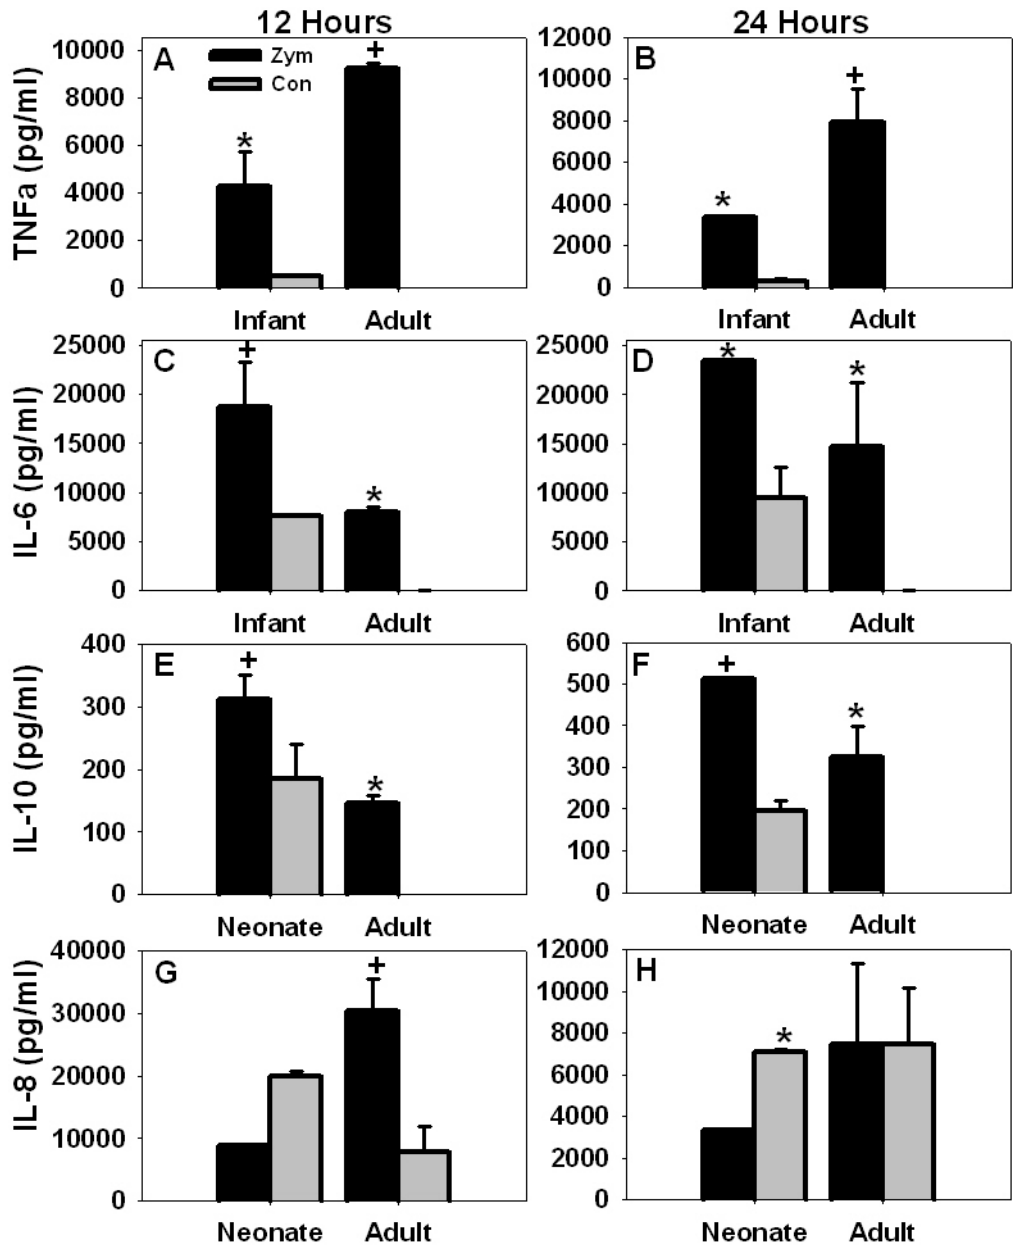 12 Hours
24 Hours
TNFa (pg/ml)
10000
8000
6000
4000
2000
0
A
Zym
Con
*
+
Infant Adult
12000
10000
8000
6000
4000
2000
0
B
*
+
Infant Adult
IL-6 (pg/ml)
25000
20000
15000
10000
5000
0
C
+
*
Infant Adult
25000
20000
15000
10000
5000
0
D
*
*
Infant Adult
IL-10 (pg/ml)
400
300
200
100
0
E
+
*
Neonate Adult
600
500
400
300
200
100
0
F
+
*
Neonate Adult
IL-8 (pg/ml)
40000
30000
20000
10000
0
G
+
Neonate Adult
12000
10000
8000
6000
4000
2000
0
H
*
Neonate Adult